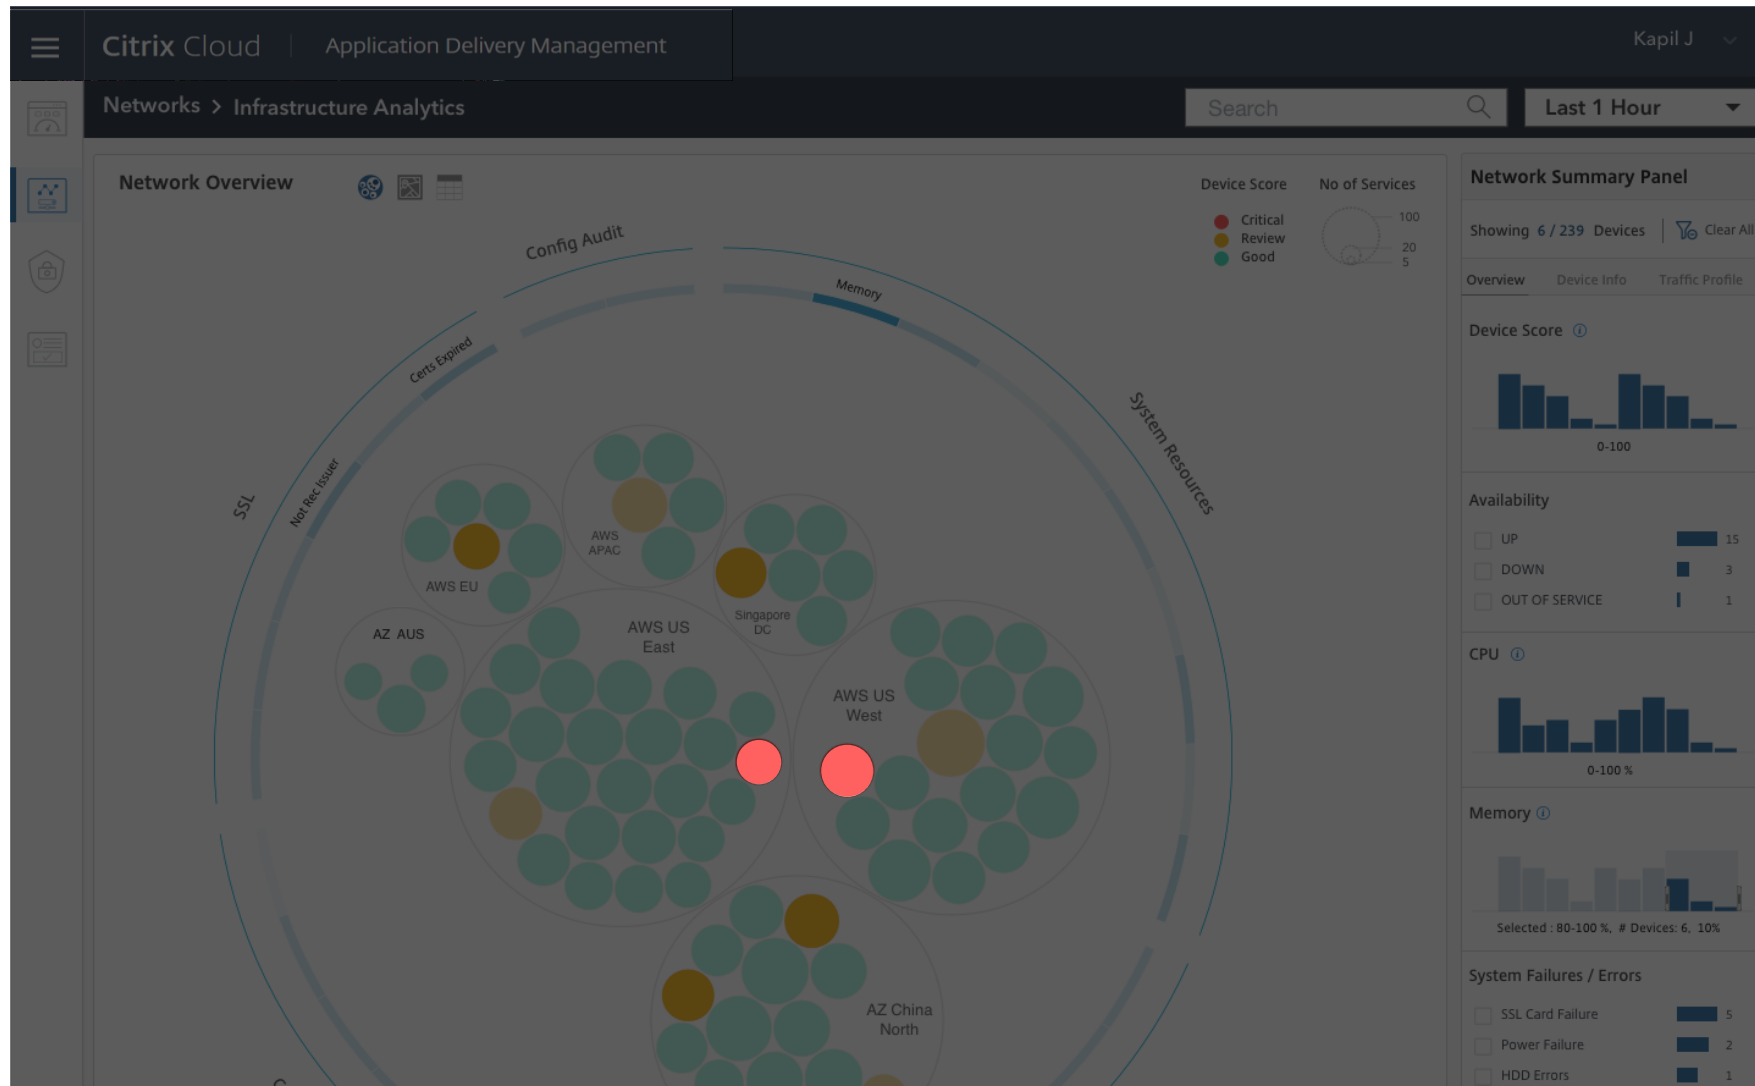 Citrix Cloud
Application Delivery Management
Kapil J
Networks > Infrastructure Analytics
Search
Last 1 Hour
Network Overview
Device Score
Critical
Review
Good
No of Services
100
20
5
Config Audit
Memory
Certs Expired
Not Rec Issuer
SSL
System Resources
AWS
APAC
AWS EU
Singapore
DC
AZ AUS
AWS US
East
AWS US
West
AZ China
North
Network Summary Panel
Showing 6 / 239 Devices
Clear All
Overview
Device Info
Traffic Profile
Device Score
0-100
Availability
UP 15
DOWN 3
OUT OF SERVICE 1
CPU
0-100 %
Memory
Selected : 80-100 %, # Devices: 6, 10%
System Failures / Errors
SSL Card Failure 5
Power Failure 2
HDD Errors 1